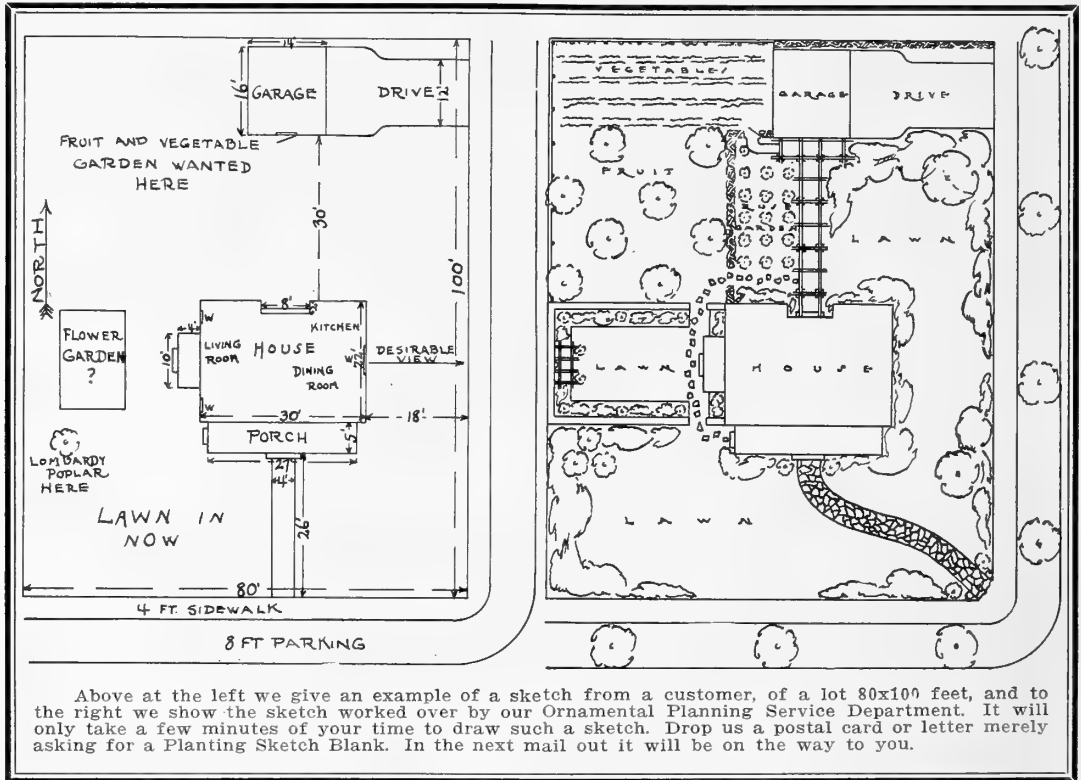 14'
16'
GARAGE
DRIVE
12'
FRUIT AND VEGETABLE
GARDEN WANTED
HERE
NORTH
30'
100'
8'
KITCHEN
4'
W
FLOWER
GARDEN
?
10'
LIVING
ROOM
HOUSE
W
22'
DESIRABLE
VIEW
DINING
ROOM
W
30'
18'
PORCH
5'
LOMBARDY
POPLAR
HERE
27'
4'
26'
LAWN IN
NOW
80'
4 FT. SIDEWALK
8 FT PARKING
VEGETABLES
GARAGE
DRIVE
FRUIT
GARDEN
LAWN
LAWN
HOUSE
LAWN
Above at the left we give an example of a sketch from a customer, of a lot 80x100 feet, and to
the right we show the sketch worked over by our Ornamental Planning Service Department. It will
only take a few minutes of your time to draw such a sketch. Drop us a postal card or letter merely
asking for a Planting Sketch Blank. In the next mail out it will be on the way to you.